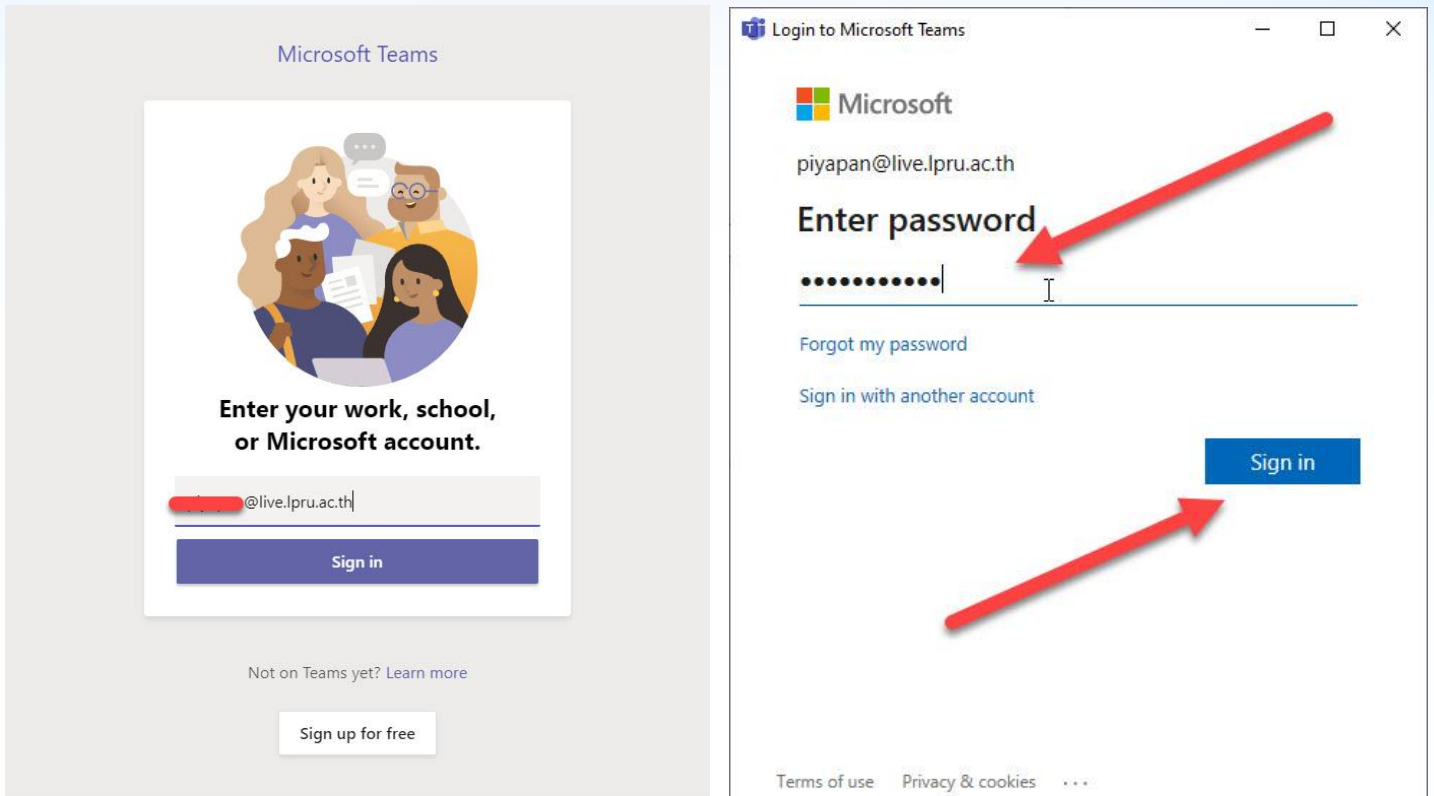 Microsoft Teams
Enter your work, school,
or Microsoft account.
@live.lpru.ac.th
Sign in
Not on Teams yet? Learn more
Sign up for free
Login to Microsoft Teams
Microsoft
piyapan@live.lpru.ac.th
Enter password
•••••••••••
Forgot my password
Sign in with another account
Sign in
Terms of use Privacy & cookies ...